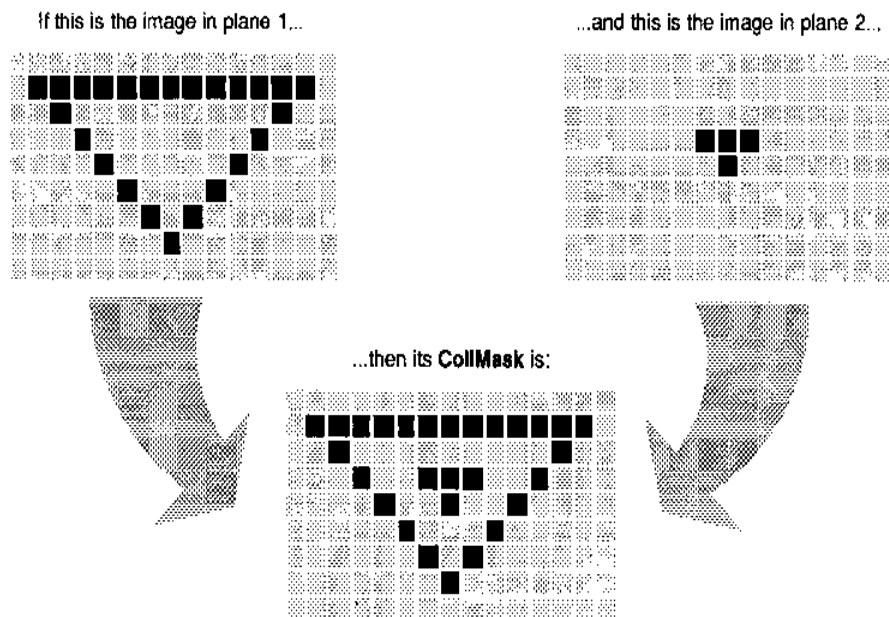 If this is the image in plane 1...
...and this is the image in plane 2...
...then its CollMask is: